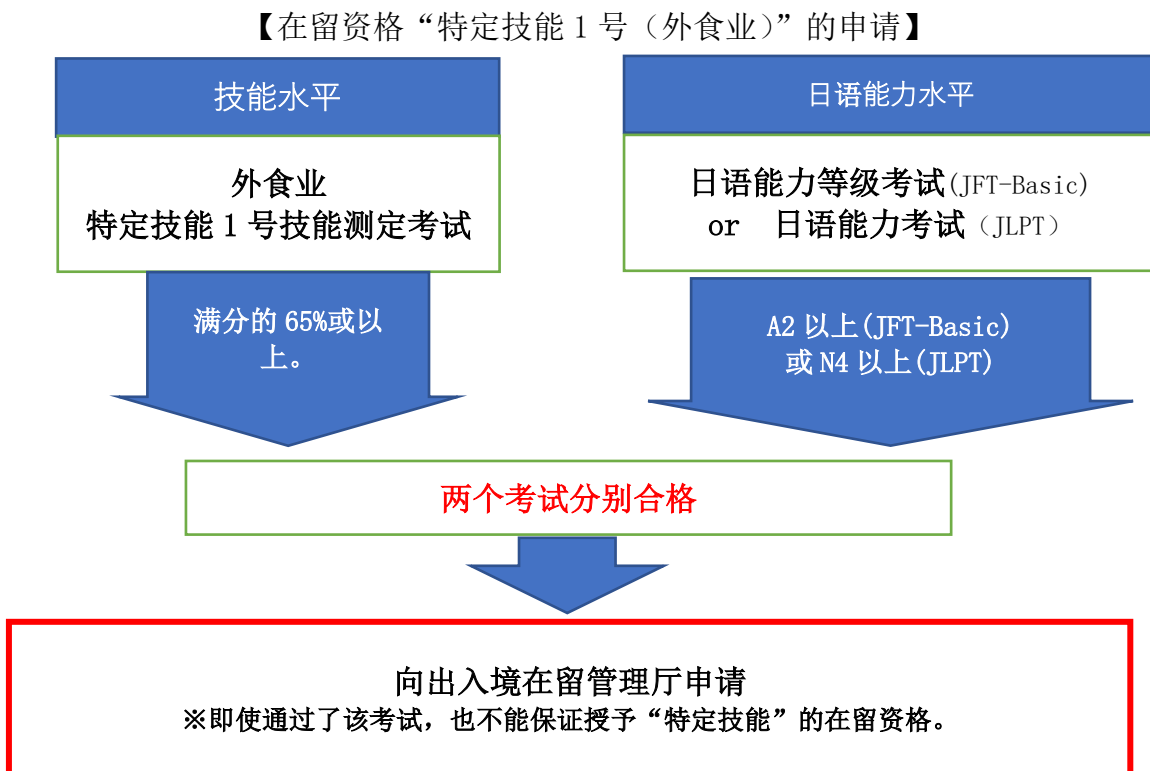 【在留资格“特定技能 1 号（外食业）”的申请】
技能水平
日语能力水平
外食业
特定技能 1 号技能测定考试
日语能力等级考试(JFT-Basic)
or 日语能力考试（JLPT）
满分的 65%或以
上。
A2 以上(JFT-Basic)
或 N4 以上(JLPT)
两个考试分别合格
向出入境在留管理厅申请
※即使通过了该考试，也不能保证授予“特定技能”的在留资格。